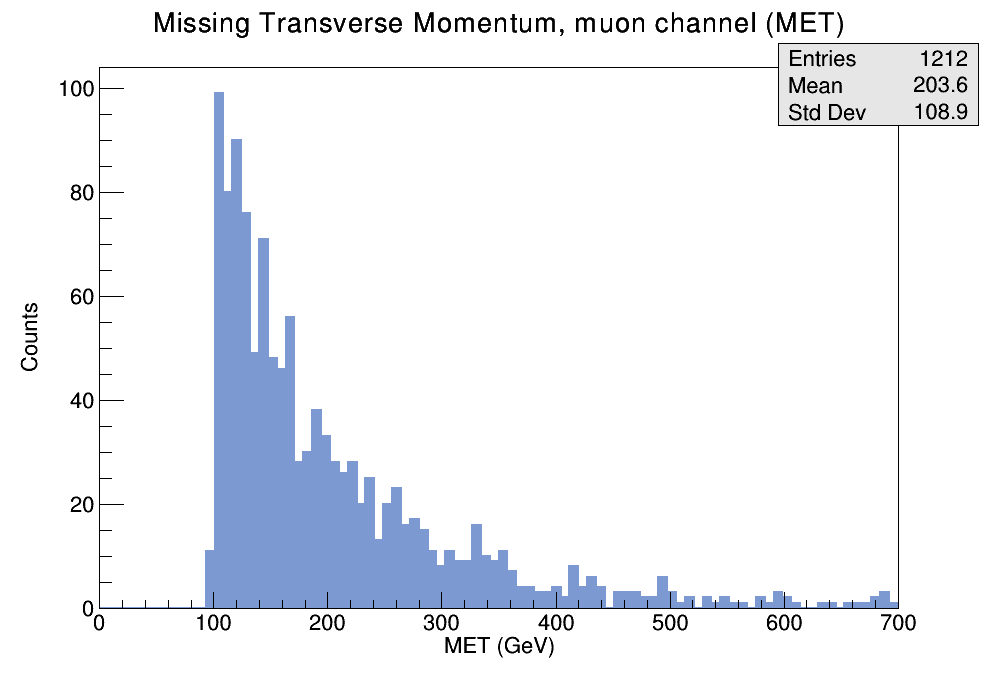 Missing Transverse Momentum, muon channel (MET)
Entries 1212
Mean 203.6
Std Dev 108.9
100
80
60
40
20
0
Counts
0 100 200 300 400 500 600 700
MET (GeV)